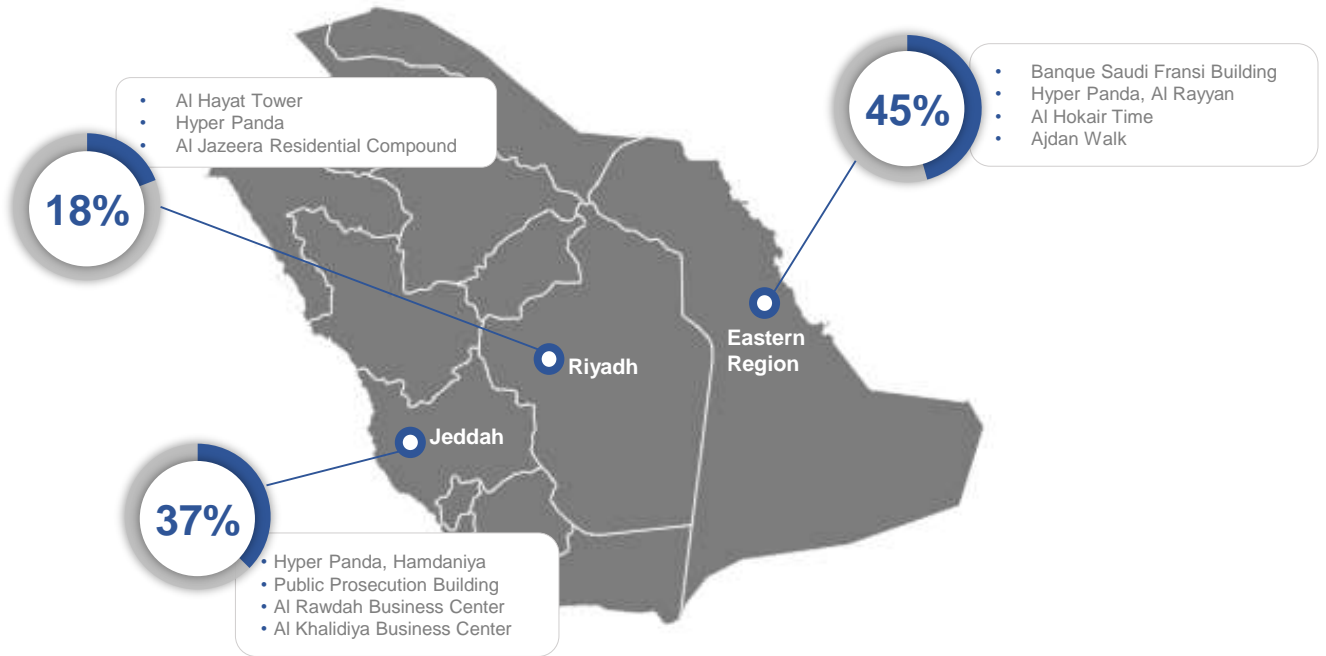 • Al Hayat Tower
• Hyper Panda
• Al Jazeera Residential Compound
18%
45%
• Banque Saudi Fransi Building
• Hyper Panda, Al Rayyan
• Al Hokair Time
• Ajdan Walk
Eastern
Region
Riyadh
Jeddah
37%
• Hyper Panda, Hamdaniya
• Public Prosecution Building
• Al Rawdah Business Center
• Al Khalidiya Business Center